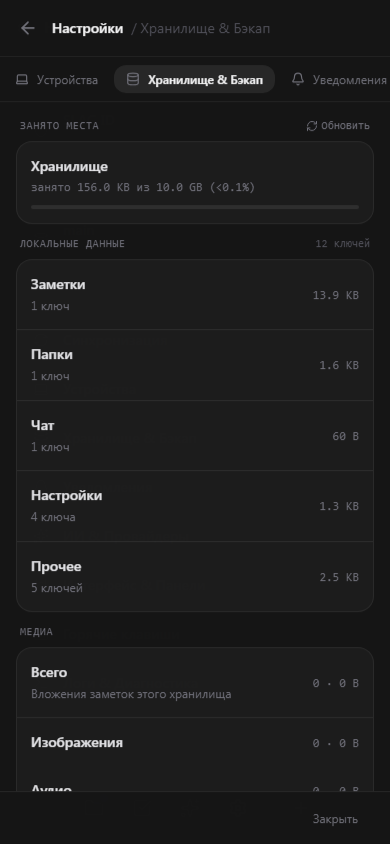 Настройки / Хранилище & Бэкап
Устройства Хранилище & Бэкап Уведомления
ЗАНЯТО МЕСТА Обновить
Хранилище
занято 156.0 KB из 10.0 GB (<0.1%)
ЛОКАЛЬНЫЕ ДАННЫЕ 12 ключей
Заметки
1 ключ
13.9 KB
Папки
1 ключ
1.6 KB
Чат
1 ключ
60 B
Настройки
4 ключа
1.3 KB
Прочее
5 ключей
2.5 KB
МЕДИА
Всего
Вложения заметок этого хранилища
0 · 0 B
Изображения 0 · 0 B
Аудио 0 · 0 B
Закрыть